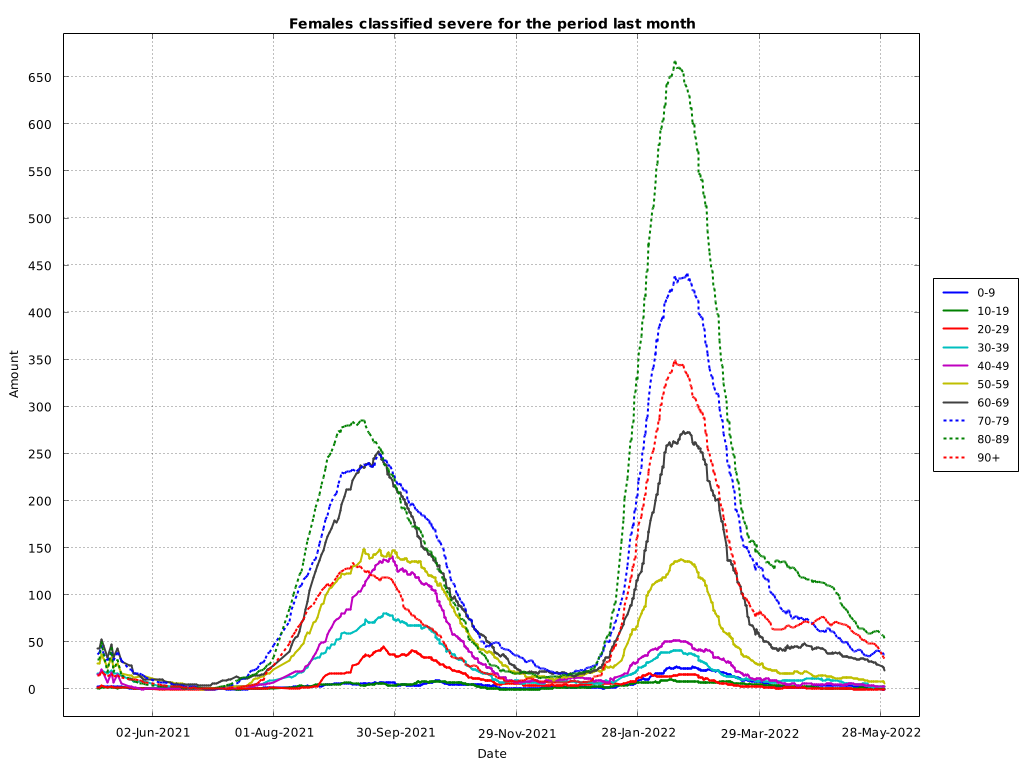 Females classified severe for the period last month
Amount
650
600
550
500
450
400
350
300
250
200
150
100
50
0
02-Jun-2021
01-Aug-2021
30-Sep-2021
29-Nov-2021
28-Jan-2022
29-Mar-2022
28-May-2022
Date
0-9
10-19
20-29
30-39
40-49
50-59
60-69
70-79
80-89
90+